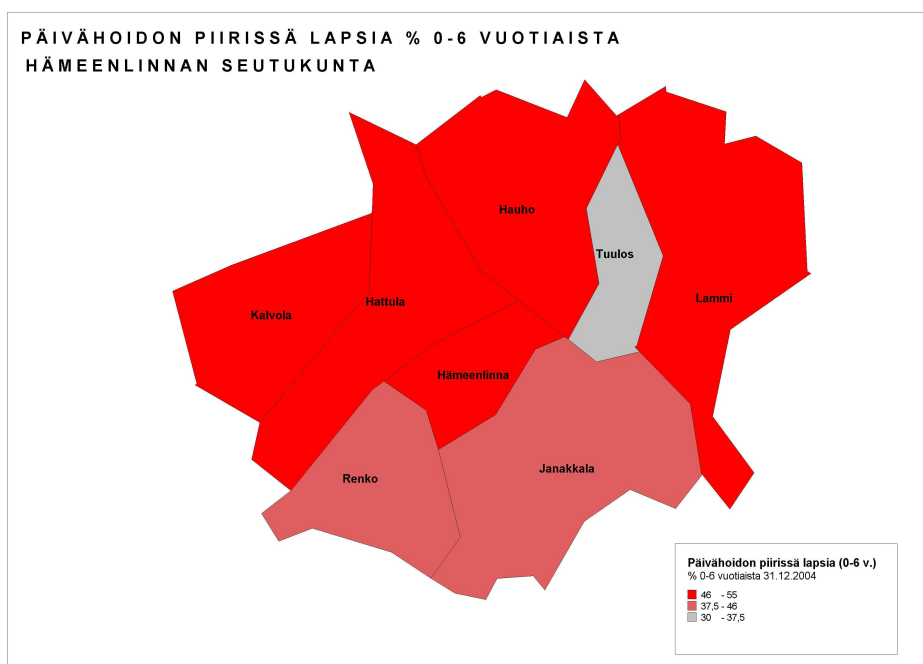 PÄIVÄHOIDON PIIRISSÄ LAPSIA % 0-6 VUOTIAISTA
HÄMEENLINNAN SEUTUKUNTA
Hauho
Tuulos
Lammi
Hattula
Kalvola
Hämeenlinna
Janakkala
Renko
Päivähoidon piirissä lapsia (0-6 v.)
% 0-6 vuotiaista 31.12.2004
46 - 55
37,5 - 46
30 - 37,5